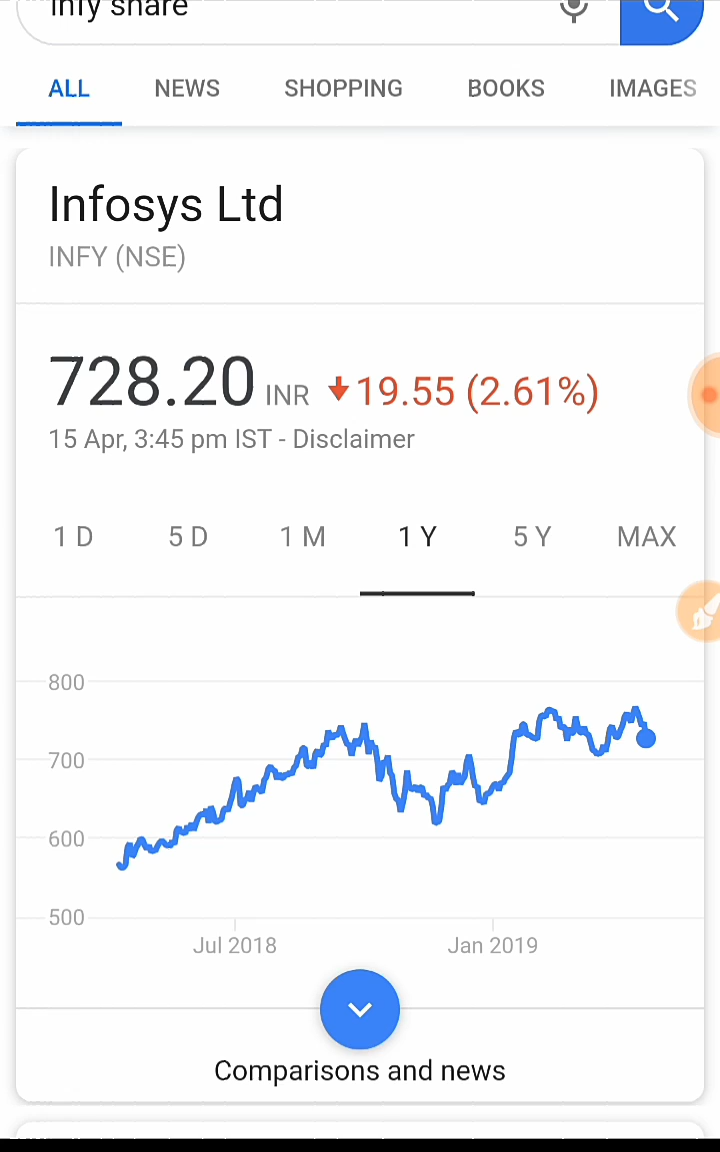 infy share
ALL NEWS SHOPPING BOOKS IMAGES
Infosys Ltd
INFY (NSE)
728.20 INR 19.55 (2.61%)
15 Apr, 3:45 pm IST - Disclaimer
1 D 5 D 1 M 1 Y 5 Y MAX
800
700
600
500
Jul 2018 Jan 2019
Comparisons and news